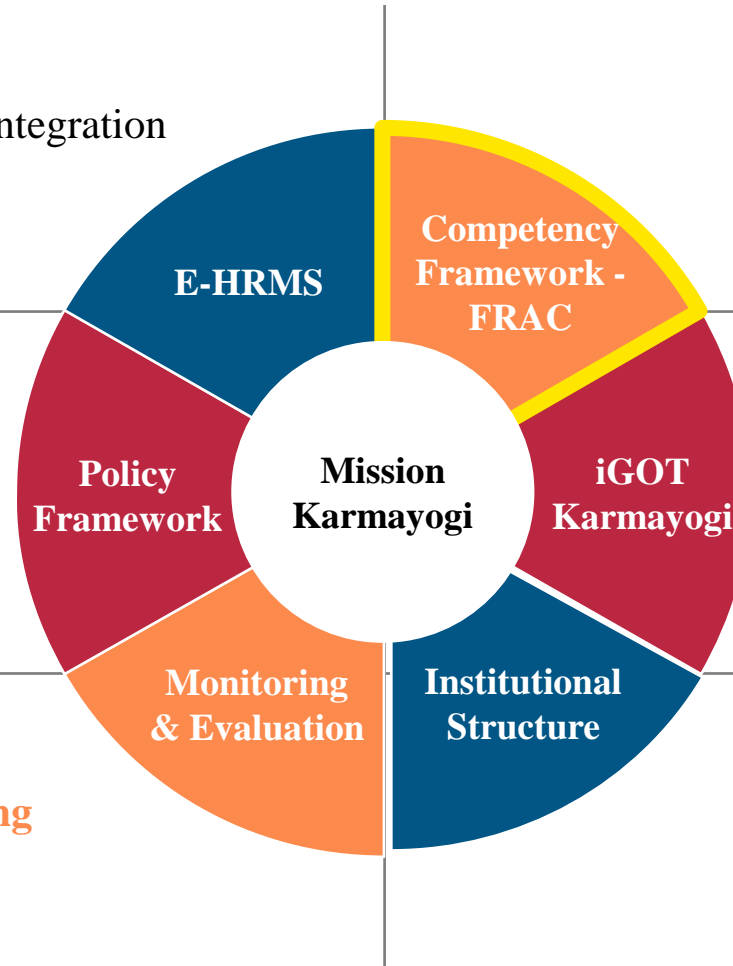 ntegration
Competency
Framework -
FRAC
E-HRMS
iGOT
Karmayogi
Mission
Karmayogi
Policy
Framework
Institutional
Structure
Monitoring
& Evaluation
ng